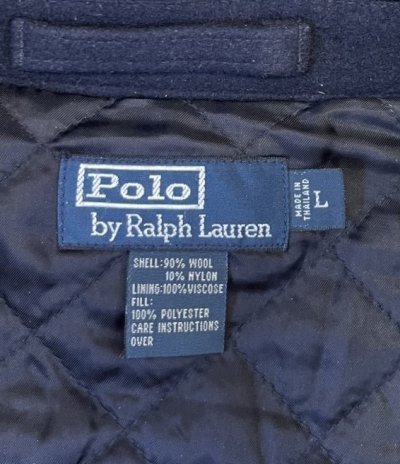 Polo
by Ralph Lauren
MADE IN
THAILAND
L
SHELL:90% WOOL
10% NYLON
LINING:100%VISCOSE
FILL:
100% POLYESTER
CARE INSTRUCTIONS
OVER